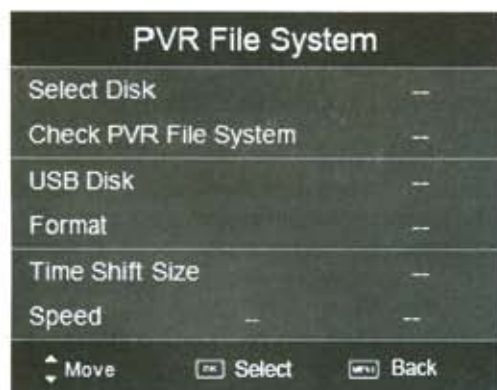 PVR File System
Select Disk --
Check PVR File System --
USB Disk --
Format --
Time Shift Size --
Speed -- --
Move OK Select MENU Back